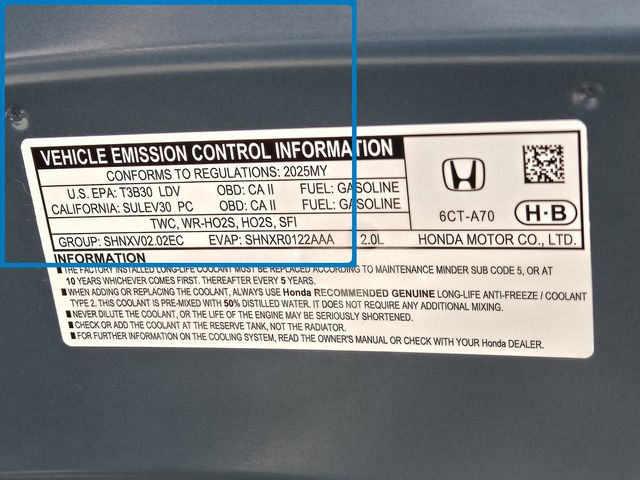 VEHICLE EMISSION CONTROL INFORMATION
CONFORMS TO REGULATIONS: 2025MY
U.S. EPA: T3B30 LDV OBD: CA II FUEL: GASOLINE
CALIFORNIA: SULEV30 PC OBD: CA II FUEL: GASOLINE
TWC, WR-HO2S, HO2S, SFI
GROUP: SHNXV02.02EC EVAP: SHNXR0122AAA 2.0L
6CT-A70 H·B
HONDA MOTOR CO., LTD.
INFORMATION
■ THE FACTORY INSTALLED LONG-LIFE COOLANT MUST BE REPLACED ACCORDING TO MAINTENANCE MINDER SUB CODE 5, OR AT
10 YEARS WHICHEVER COMES FIRST. THEREAFTER EVERY 5 YEARS.
■ WHEN ADDING OR REPLACING THE COOLANT, ALWAYS USE Honda RECOMMENDED GENUINE LONG-LIFE ANTI-FREEZE / COOLANT
TYPE 2. THIS COOLANT IS PRE-MIXED WITH 50% DISTILLED WATER. IT DOES NOT REQUIRE ANY ADDITIONAL MIXING.
■ NEVER DILUTE THE COOLANT, OR THE LIFE OF THE ENGINE MAY BE SERIOUSLY SHORTENED.
■ CHECK OR ADD THE COOLANT AT THE RESERVE TANK, NOT THE RADIATOR.
■ FOR FURTHER INFORMATION ON THE COOLING SYSTEM, READ THE OWNER'S MANUAL OR CHECK WITH YOUR Honda DEALER.